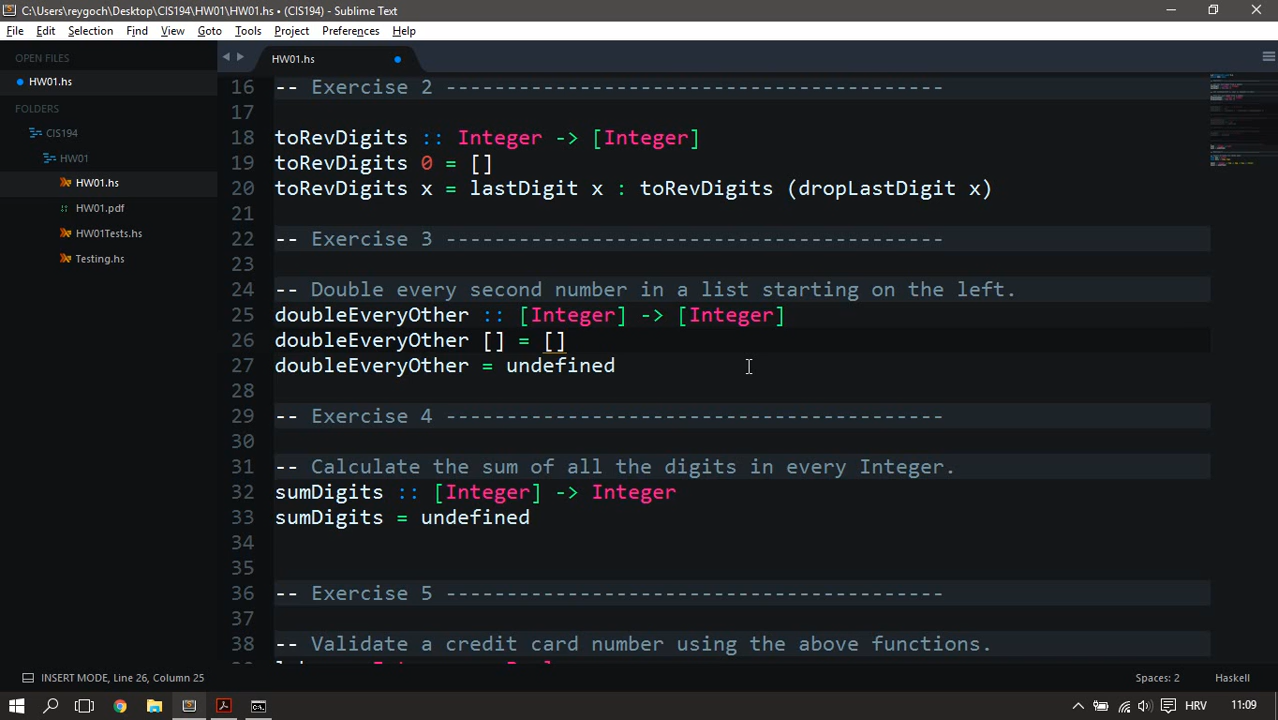 C:\Users\reygoch\Desktop\CIS194\HW01\HW01.hs • (CIS194) - Sublime Text
File Edit Selection Find View Goto Tools Project Preferences Help
OPEN FILES
HW01.hs
FOLDERS
CIS194
HW01
HW01.hs
HW01.pdf
HW01Tests.hs
Testing.hs
HW01.hs
16 -- Exercise 2 -----------------------------------------
17
18 toRevDigits :: Integer -> [Integer]
19 toRevDigits 0 = []
20 toRevDigits x = lastDigit x : toRevDigits (dropLastDigit x)
21
22 -- Exercise 3 -----------------------------------------
23
24 -- Double every second number in a list starting on the left.
25 doubleEveryOther :: [Integer] -> [Integer]
26 doubleEveryOther [] = []
27 doubleEveryOther = undefined
28
29 -- Exercise 4 -----------------------------------------
30
31 -- Calculate the sum of all the digits in every Integer.
32 sumDigits :: [Integer] -> Integer
33 sumDigits = undefined
34
35
36 -- Exercise 5 -----------------------------------------
37
38 -- Validate a credit card number using the above functions.
INSERT MODE, Line 26, Column 25
Spaces: 2
Haskell
HRV
11:09